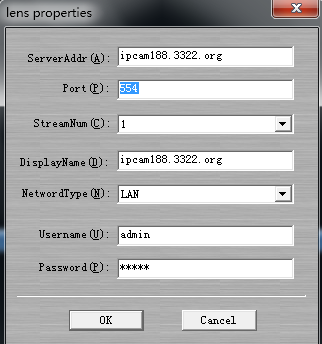 lens properties
ServerAddr(A): ipcam188.3322.org
Port(P): 554
StreamNum(C): 1
DisplayName(D): ipcam188.3322.org
NetwordType(N): LAN
Username(U): admin
Password(P): *****
OK Cancel